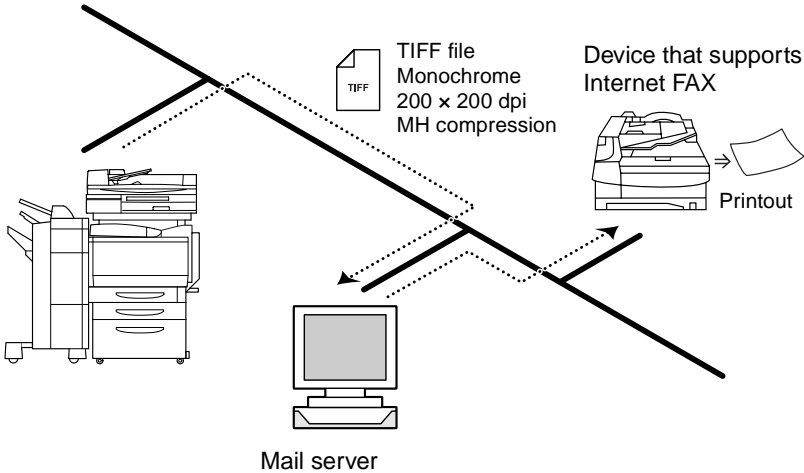 TIFF
TIFF file
Monochrome
200 × 200 dpi
MH compression
Device that supports
Internet FAX
Printout
Mail server